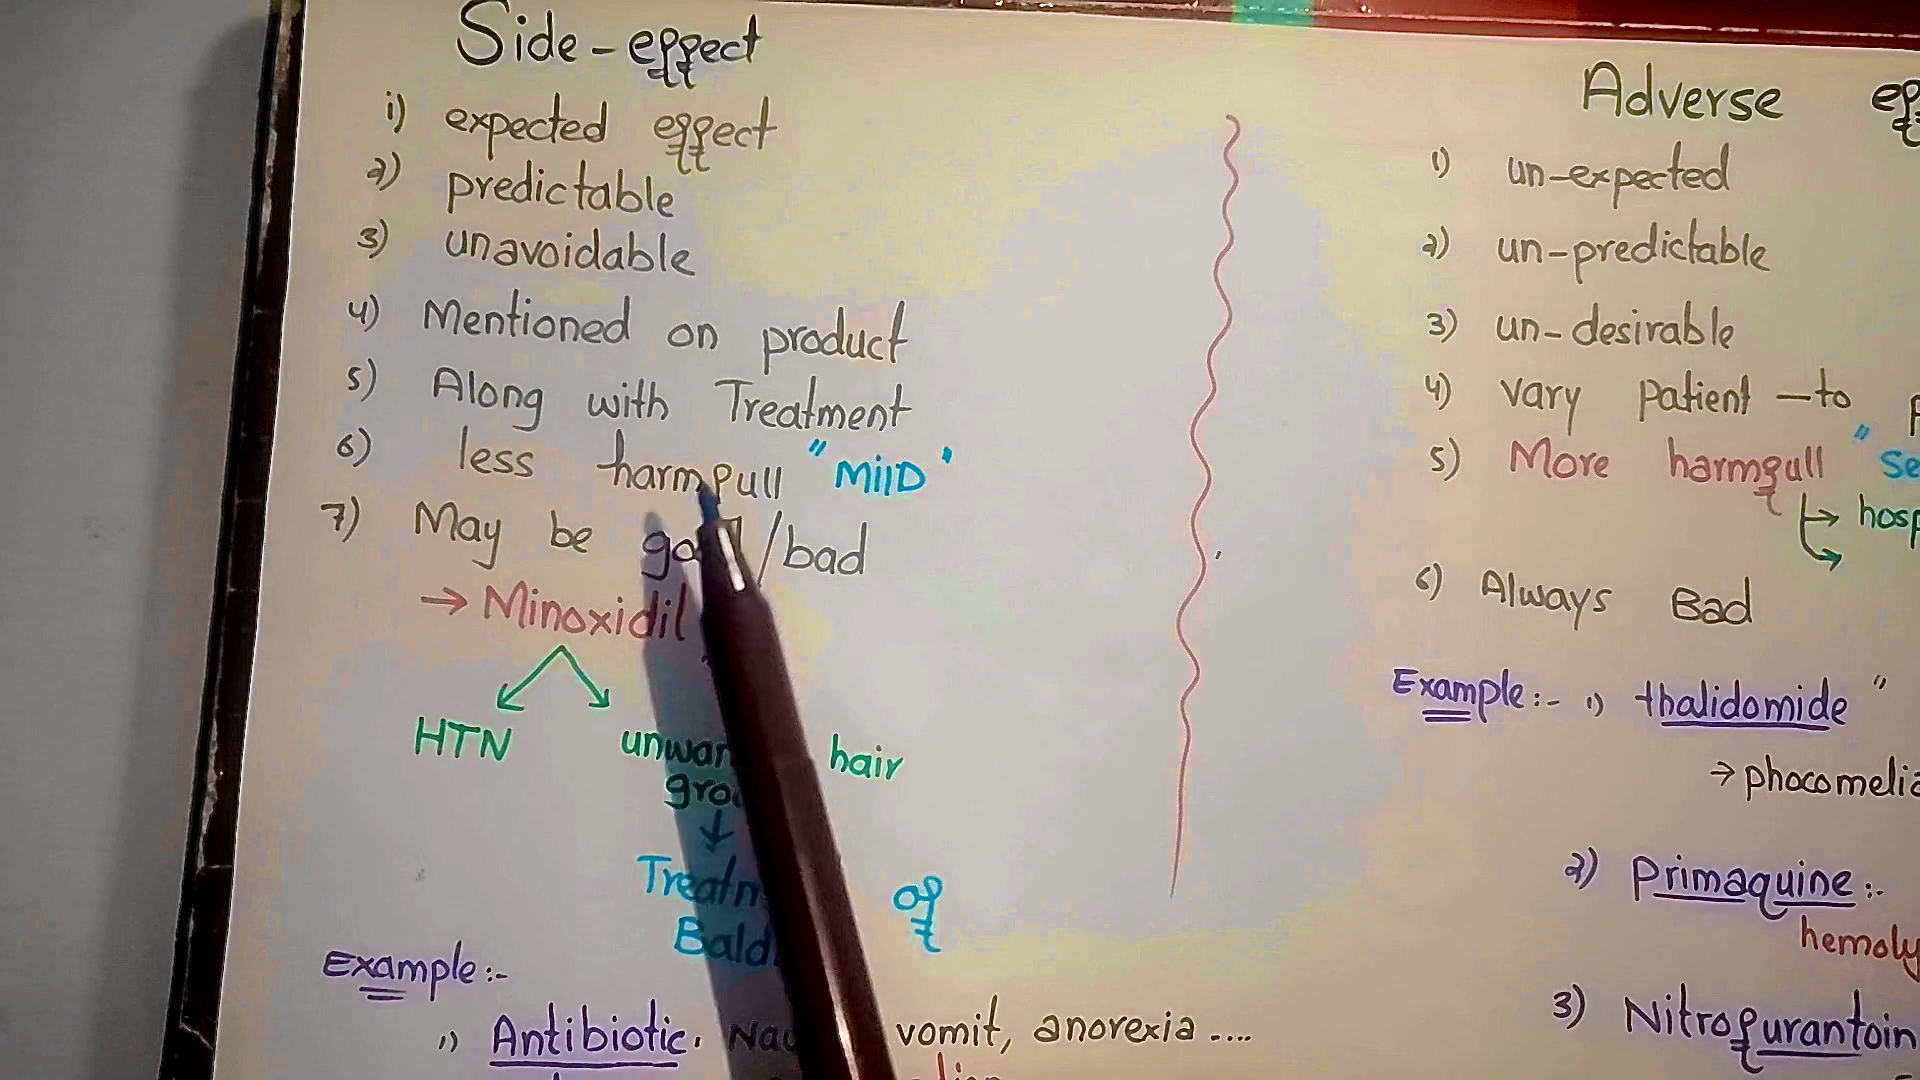 Side-effect
1) expected effect
2) predictable
3) unavoidable
4) Mentioned on product
5) Along with Treatment
6) less harmfull "MilD"
7) May be /bad
→ Minoxidil
HTN
hair
of
Example:-
1) Antibiotic. vomit, anorexia ....
Adverse
1) un-expected
2) un-predictable
3) un-desirable
4) vary patient -to
5) More harmfull "
6) Always Bad
Example:- 1) thalidomide "
→ phocomelia
2) Primaquine:-
3) Nitrofurantoin